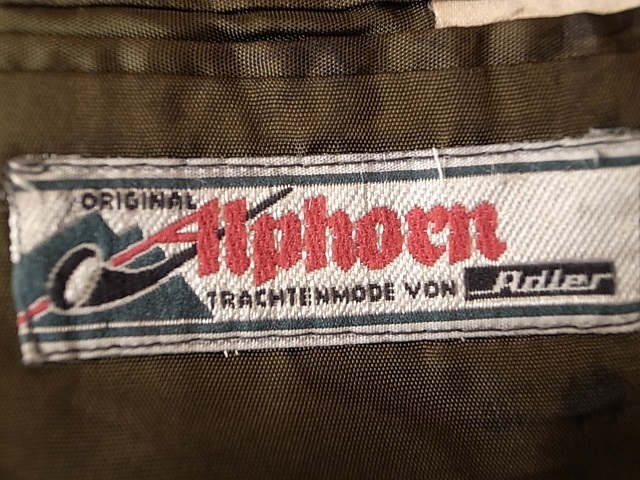 ORIGINAL
Alphorn
TRACHTENMODE VON Adler